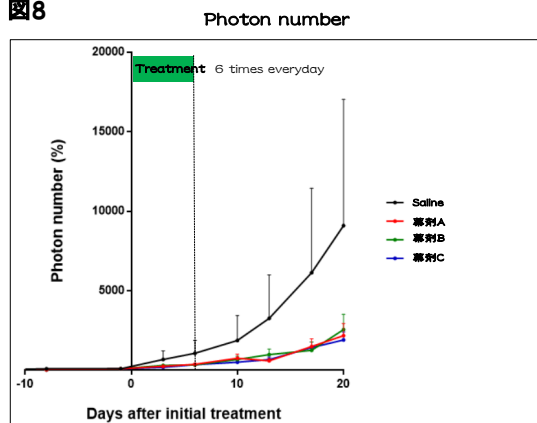 図8
Photon number
20000
Treatment 6 times everyday
15000
10000
5000
Photon number (%)
Saline
薬剤A
薬剤B
薬剤C
-10 0 10 20
Days after initial treatment